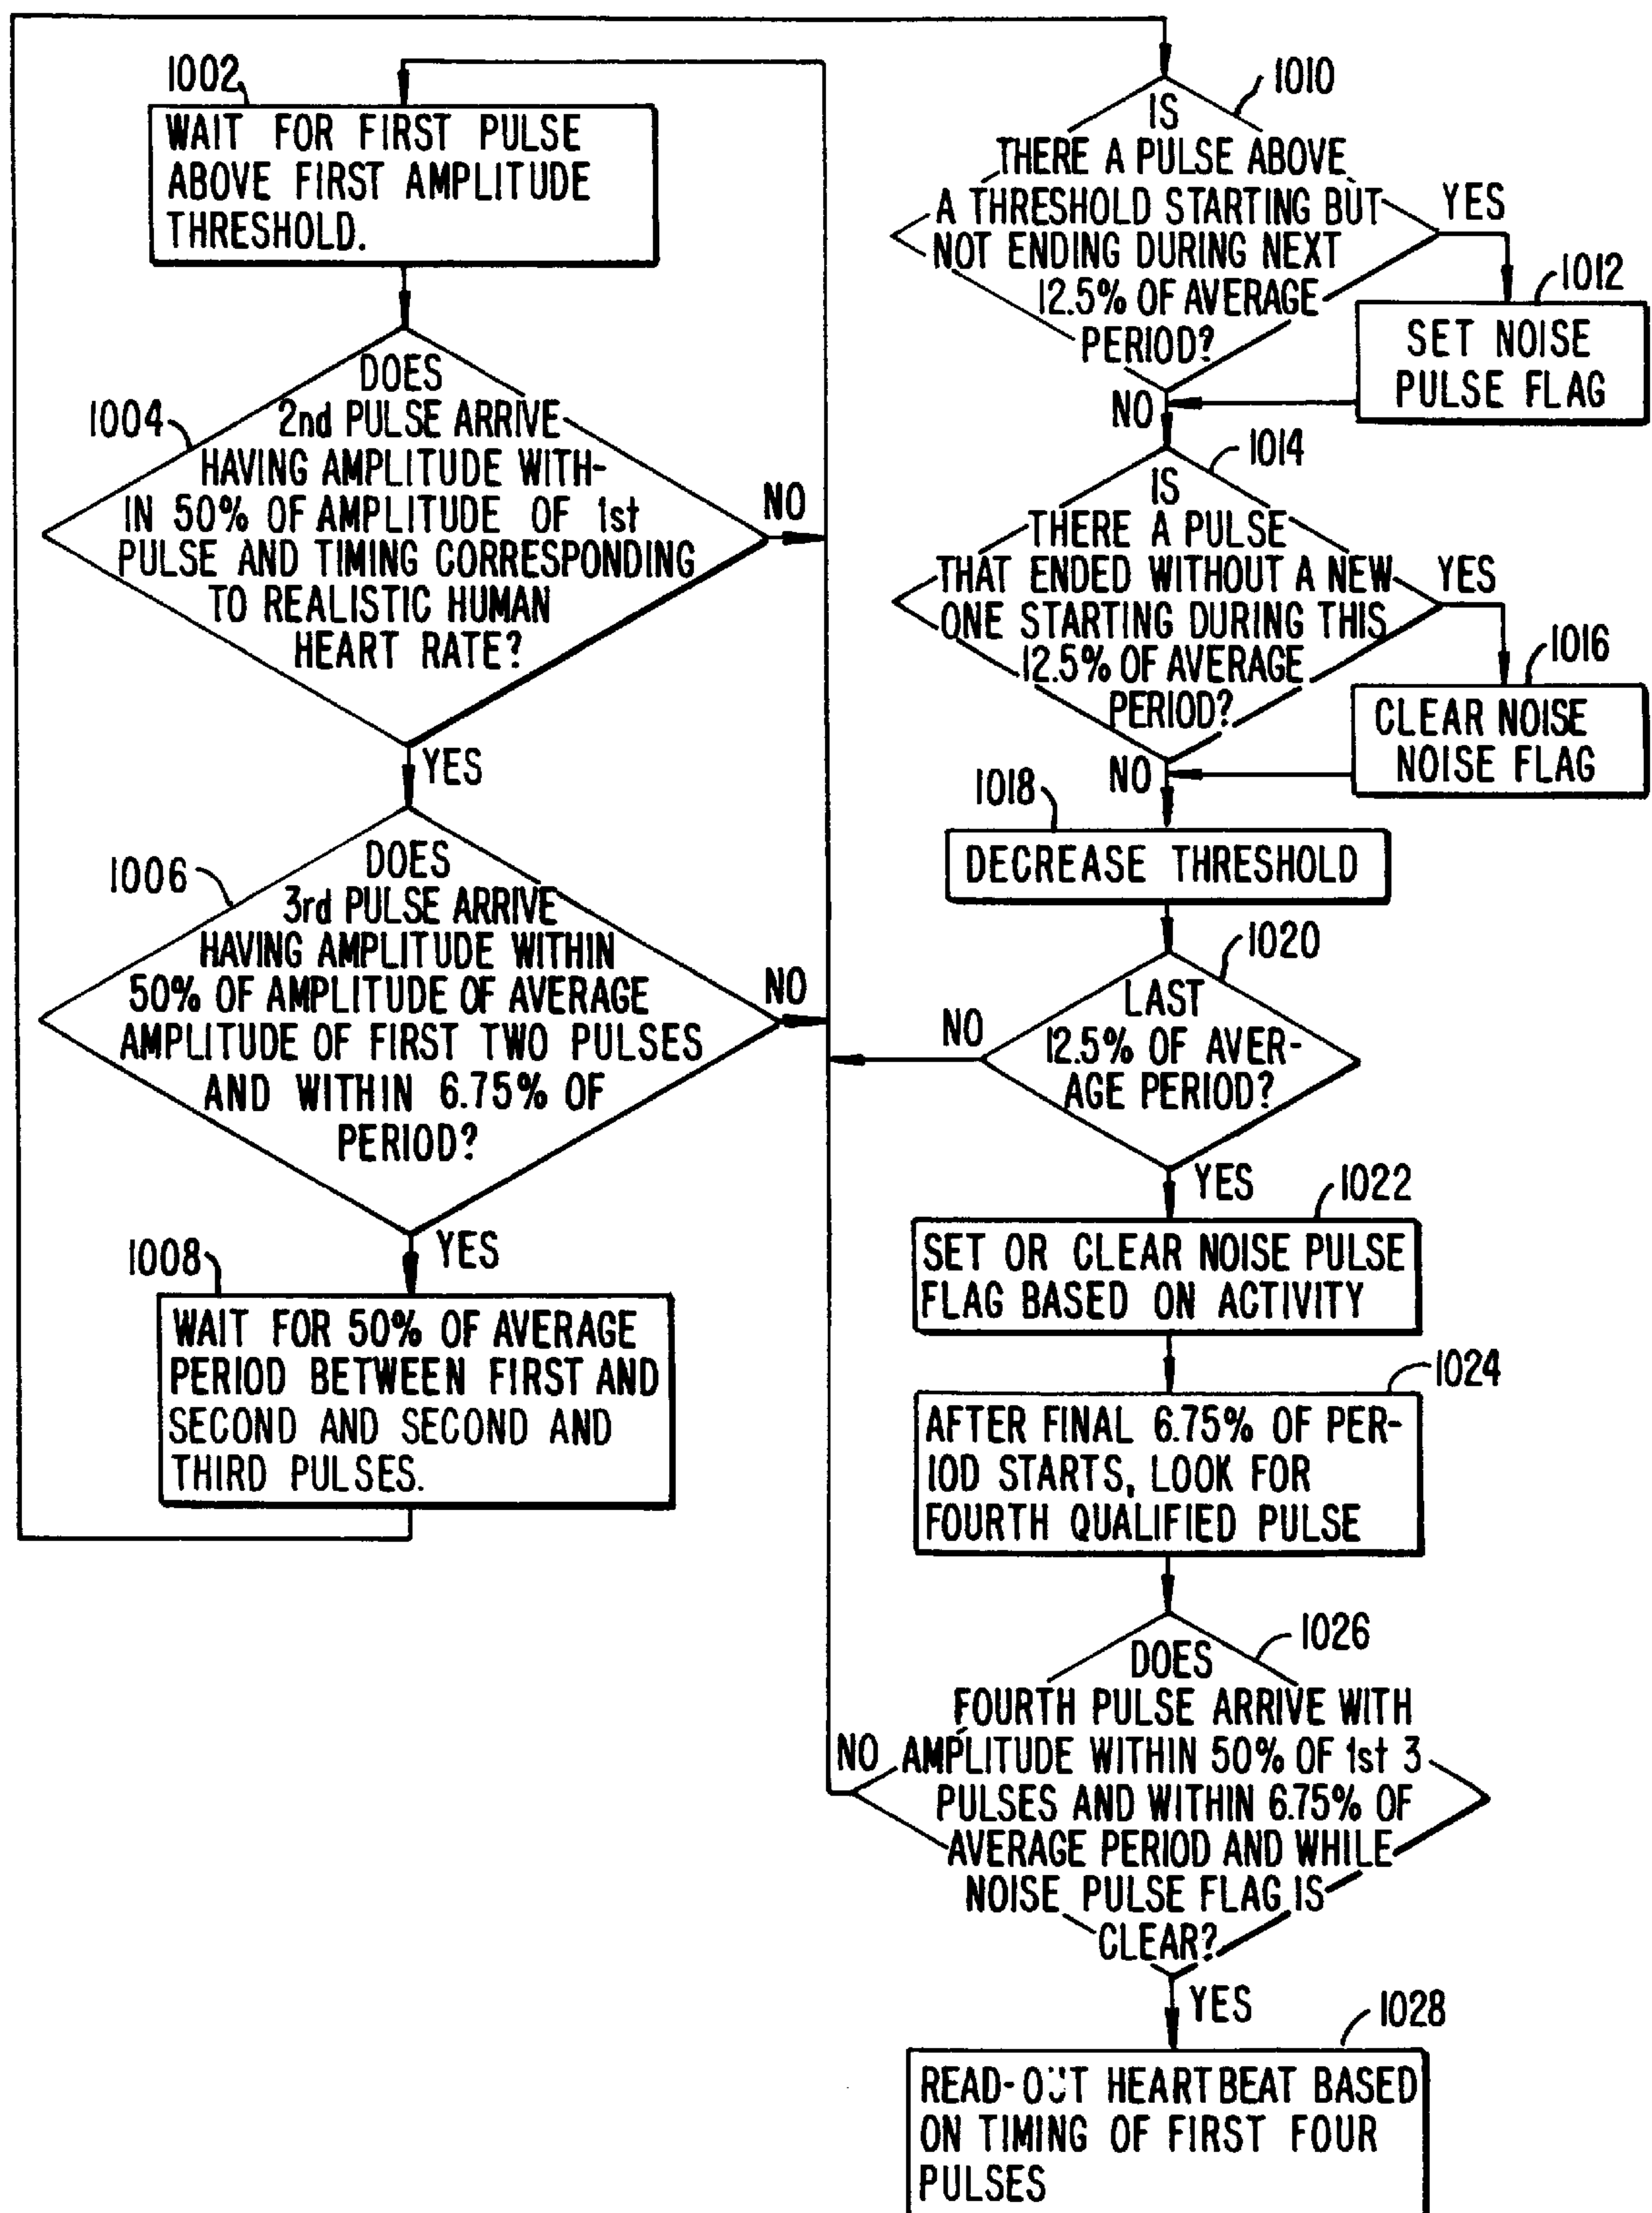 1002
WAIT FOR FIRST PULSE
ABOVE FIRST AMPLITUDE
THRESHOLD.
1004
DOES
2nd PULSE ARRIVE
HAVING AMPLITUDE WITH-
IN 50% OF AMPLITUDE OF 1st
PULSE AND TIMING CORRESPONDING
TO REALISTIC HUMAN
HEART RATE?
NO
YES
1006
DOES
3rd PULSE ARRIVE
HAVING AMPLITUDE WITHIN
50% OF AMPLITUDE OF AVERAGE
AMPLITUDE OF FIRST TWO PULSES
AND WITHIN 6.75% OF
PERIOD?
NO
YES
1008
WAIT FOR 50% OF AVERAGE
PERIOD BETWEEN FIRST AND
SECOND AND SECOND AND
THIRD PULSES.
1010
IS
THERE A PULSE ABOVE
A THRESHOLD STARTING BUT
NOT ENDING DURING NEXT
12.5% OF AVERAGE
PERIOD?
YES
1012
SET NOISE
PULSE FLAG
NO
1014
IS
THERE A PULSE
THAT ENDED WITHOUT A NEW
ONE STARTING DURING THIS
12.5% OF AVERAGE
PERIOD?
YES
1016
CLEAR NOISE
NOISE FLAG
NO
1018
DECREASE THRESHOLD
1020
LAST
12.5% OF AVER-
AGE PERIOD?
NO
YES
1022
SET OR CLEAR NOISE PULSE
FLAG BASED ON ACTIVITY
1024
AFTER FINAL 6.75% OF PER-
IOD STARTS, LOOK FOR
FOURTH QUALIFIED PULSE
1026
DOES
FOURTH PULSE ARRIVE WITH
AMPLITUDE WITHIN 50% OF 1st 3
PULSES AND WITHIN 6.75% OF
AVERAGE PERIOD AND WHILE
NOISE PULSE FLAG IS
CLEAR?
NO
YES
1028
READ-OUT HEARTBEAT BASED
ON TIMING OF FIRST FOUR
PULSES